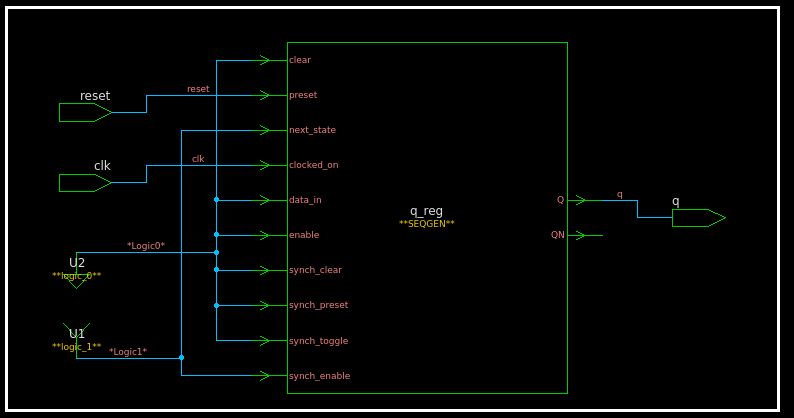 reset
clk
U2
**logic_0**
U1
**logic_1**
*Logic0*
*Logic1*
reset
clk
clear
preset
next_state
clocked_on
data_in
enable
synch_clear
synch_preset
synch_toggle
synch_enable
q_reg
**SEQGEN**
Q
QN
q
q